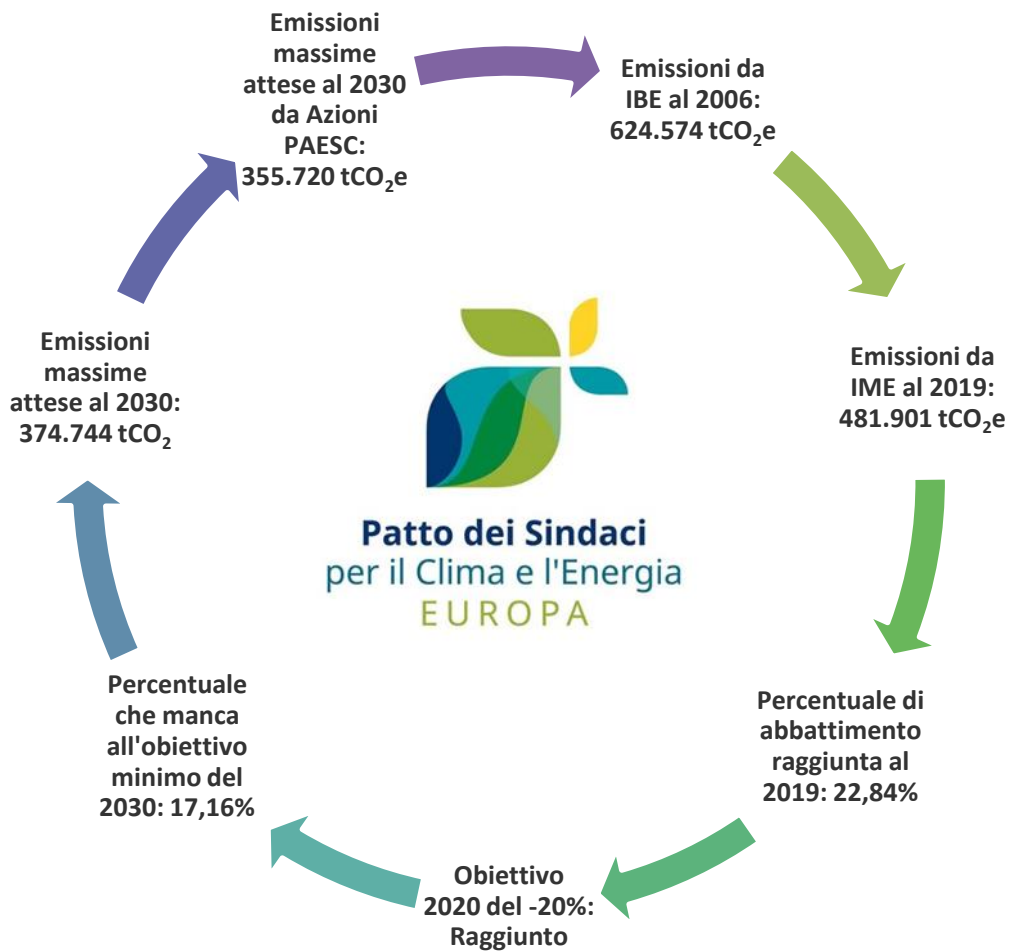 Emissioni
massime
attese al 2030
da Azioni
PAESC:
355.720 tCO₂e
Emissioni da
IBE al 2006:
624.574 tCO₂e
Emissioni da
IME al 2019:
481.901 tCO₂e
Percentuale di
abbattimento
raggiunta al
2019: 22,84%
Obiettivo
2020 del -20%:
Raggiunto
Percentuale
che manca
all'obiettivo
minimo del
2030: 17,16%
Emissioni
massime
attese al 2030:
374.744 tCO₂
Patto dei Sindaci
per il Clima e l'Energia
EUROPA